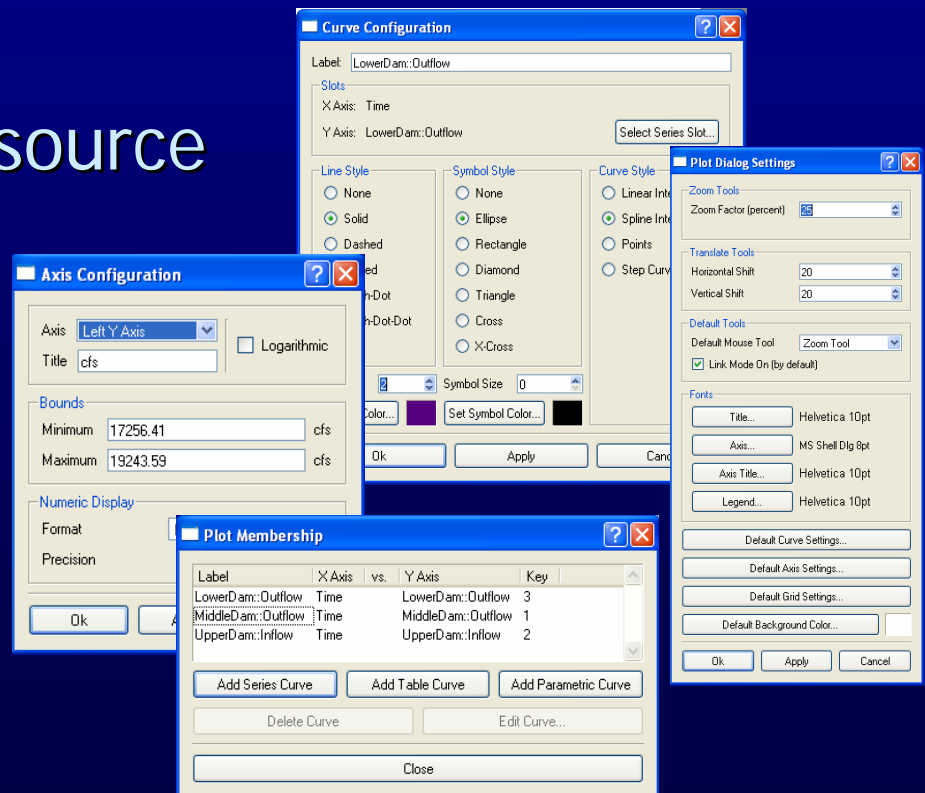 source
Curve Configuration
Label: LowerDam::Outflow
Slots
X Axis: Time
Y Axis: LowerDam::Outflow
Select Series Slot...
Line Style
None
Solid
Dashed
Symbol Style
None
Ellipse
Rectangle
Diamond
Triangle
Cross
X-Cross
Curve Style
Linear
Spline
Points
Step
2
Symbol Size 0
Set Symbol Color...
Ok
Apply
Plot Dialog Settings
Zoom Tools
Zoom Factor (percent) 25
Translate Tools
Horizontal Shift 20
Vertical Shift 20
Default Tools
Default Mouse Tool Zoom Tool
Link Mode On (by default)
Fonts
Title... Helvetica 10pt
Axis... MS Shell Dlg 8pt
Axis Title... Helvetica 10pt
Legend... Helvetica 10pt
Default Curve Settings...
Default Axis Settings...
Default Grid Settings...
Default Background Color...
Ok Apply Cancel
Axis Configuration
Axis Left Y Axis
Logarithmic
Title cfs
Bounds
Minimum 17256.41 cfs
Maximum 19243.59 cfs
Numeric Display
Format
Precision
Ok
Plot Membership
Label X Axis vs. Y Axis Key
LowerDam::Outflow Time LowerDam::Outflow 3
MiddleDam::Outflow Time MiddleDam::Outflow 1
UpperDam::Inflow Time UpperDam::Inflow 2
Add Series Curve Add Table Curve Add Parametric Curve
Delete Curve Edit Curve...
Close